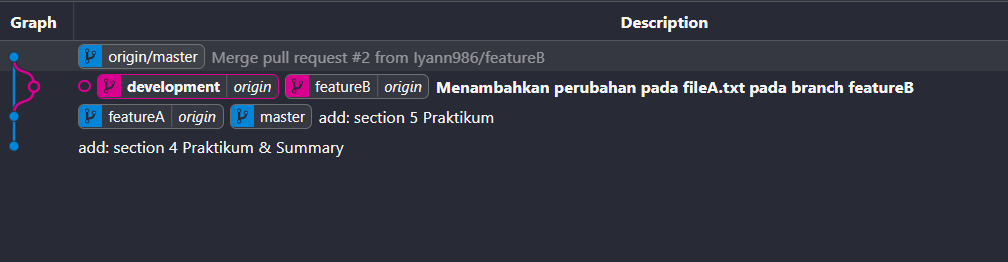 Graph Description
origin/master Merge pull request #2 from lyann986/featureB
development origin featureB origin Menambahkan perubahan pada fileA.txt pada branch featureB
featureA origin master add: section 5 Praktikum
add: section 4 Praktikum & Summary